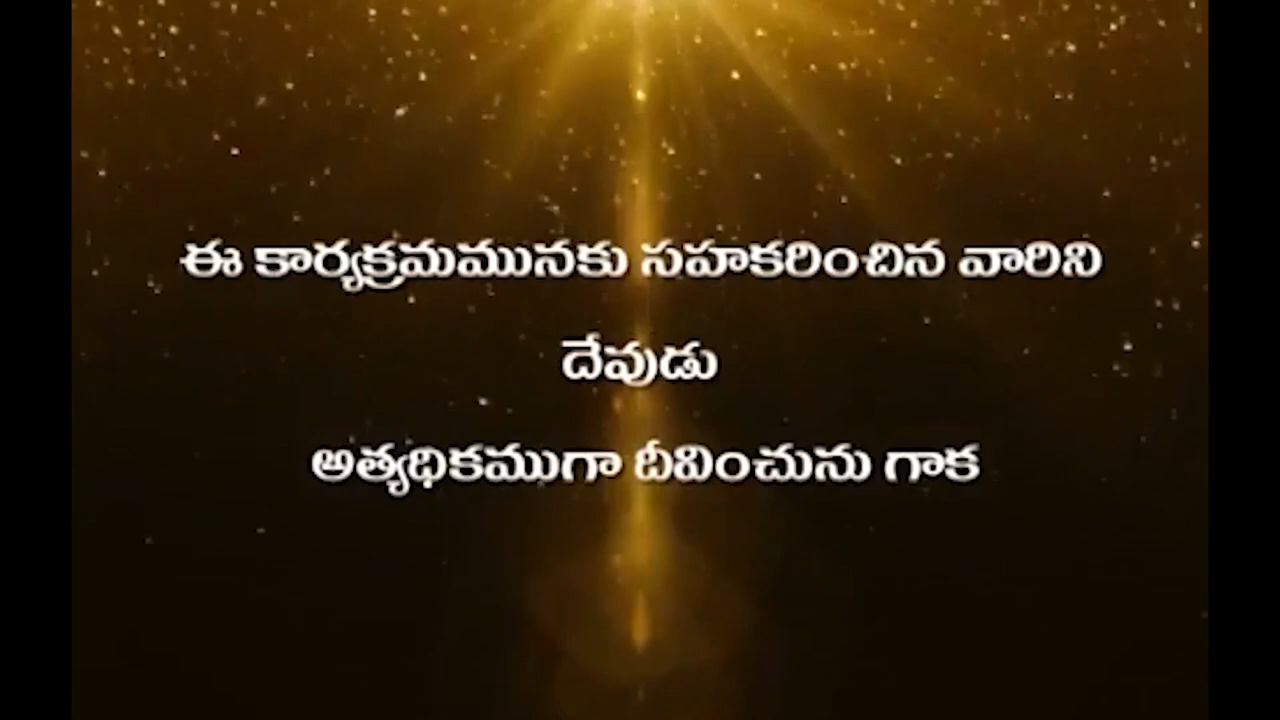 ఈ కార్యక్రమమునకు సహకరించిన వారిని
దేవుడు
అత్యధికముగా దీవించును గాక